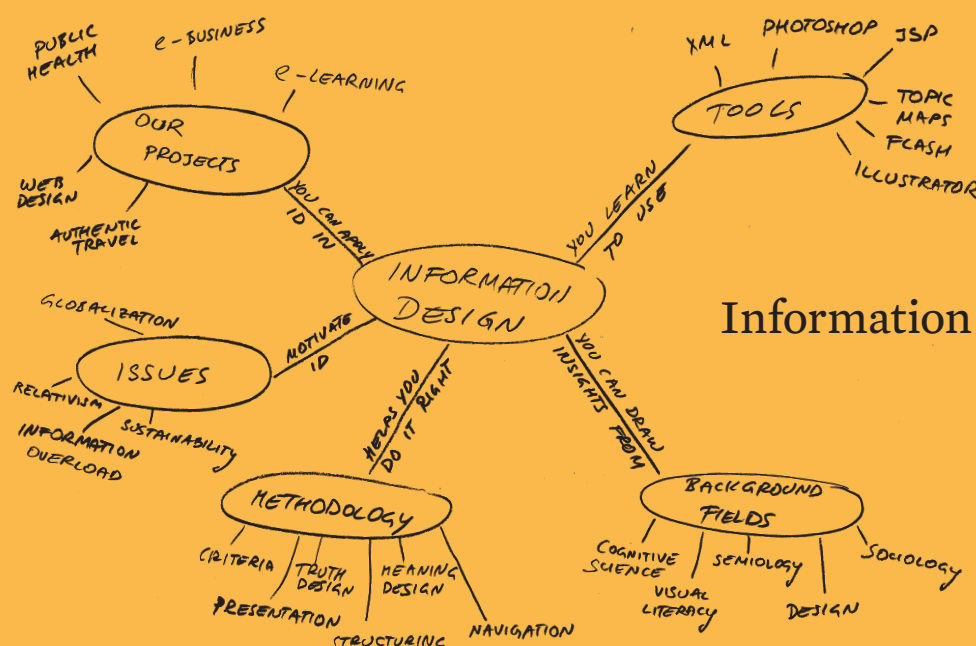 PUBLIC
HEALTH
e-BUSINESS
e-LEARNING
OUR
PROJECTS
WEB
DESIGN
AUTHENTIC
TRAVEL
YOU CAN APPLY
ID IN
XML
PHOTOSHOP
JSP
TOOLS
TOPIC
MAPS
FLASH
ILLUSTRATOR
YOU LEARN
TO USE
INFORMATION
DESIGN
Information
GLOBALIZATION
ISSUES
MOTIVATE
ID
RELATIVISM
INFORMATION
OVERLOAD
SUSTAINABILITY
HELPS YOU
DO IT RIGHT
METHODOLOGY
CRITERIA
PRESENTATION
TRUTH
DESIGN
STRUCTURING
MEANING
DESIGN
NAVIGATION
YOU CAN DRAW
INSIGHTS FROM
BACKGROUND
FIELDS
COGNITIVE
SCIENCE
VISUAL
LITERACY
SEMIOLOGY
DESIGN
SOCIOLOGY